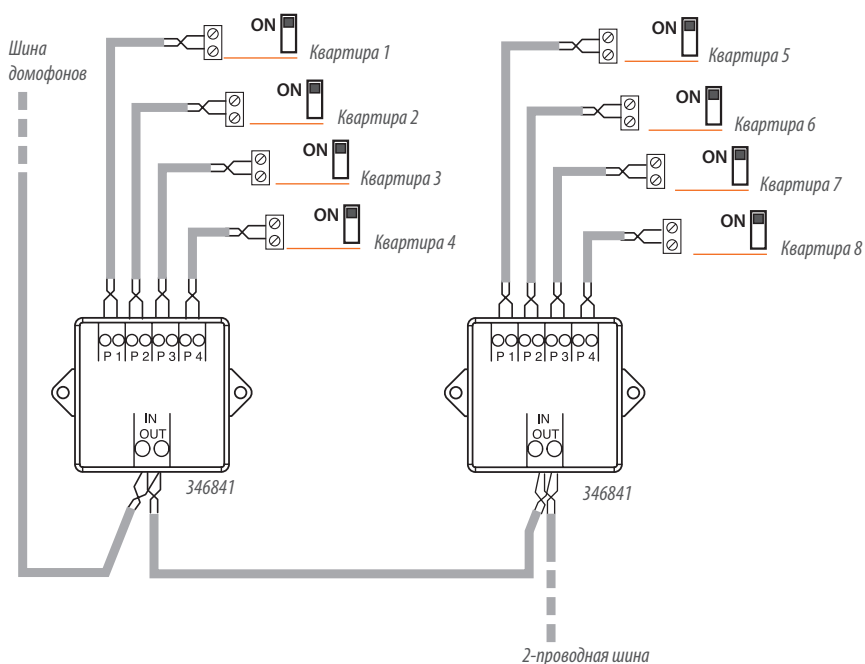 Шина
домофонов
ON
Квартира 1
ON
Квартира 2
ON
Квартира 3
ON
Квартира 4
P 1 P 2 P 3 P 4
IN
OUT
346841
ON
Квартира 5
ON
Квартира 6
ON
Квартира 7
ON
Квартира 8
P 1 P 2 P 3 P 4
IN
OUT
346841
2-проводная шина